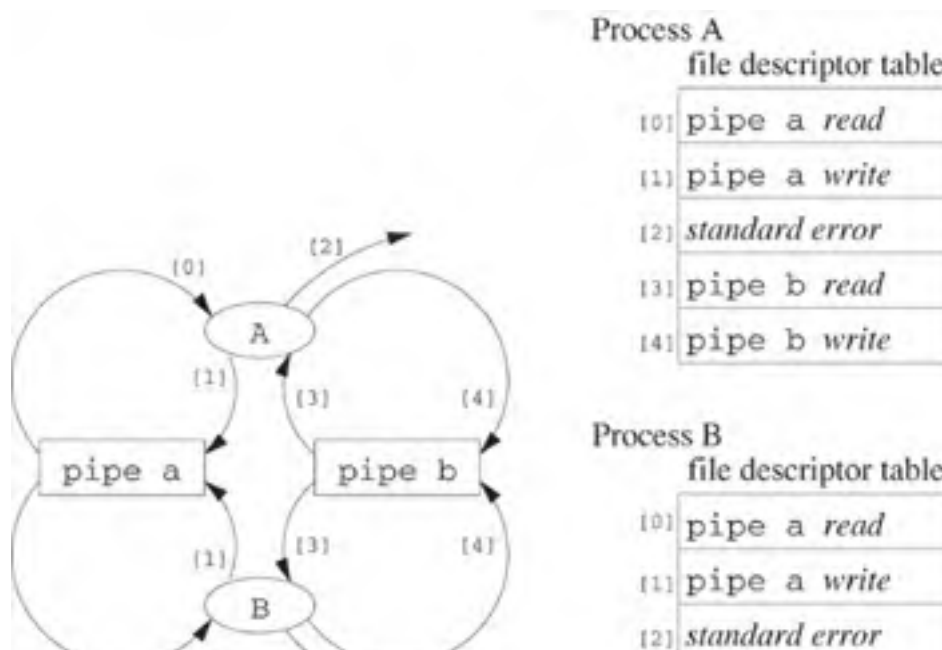 Process A
file descriptor table
[0] pipe a read
[1] pipe a write
[2] standard error
[3] pipe b read
[4] pipe b write
[2]
[0]
A
[1]
[3]
[4]
pipe a
pipe b
[1]
[3]
[4]
B
Process B
file descriptor table
[0] pipe a read
[1] pipe a write
[2] standard error